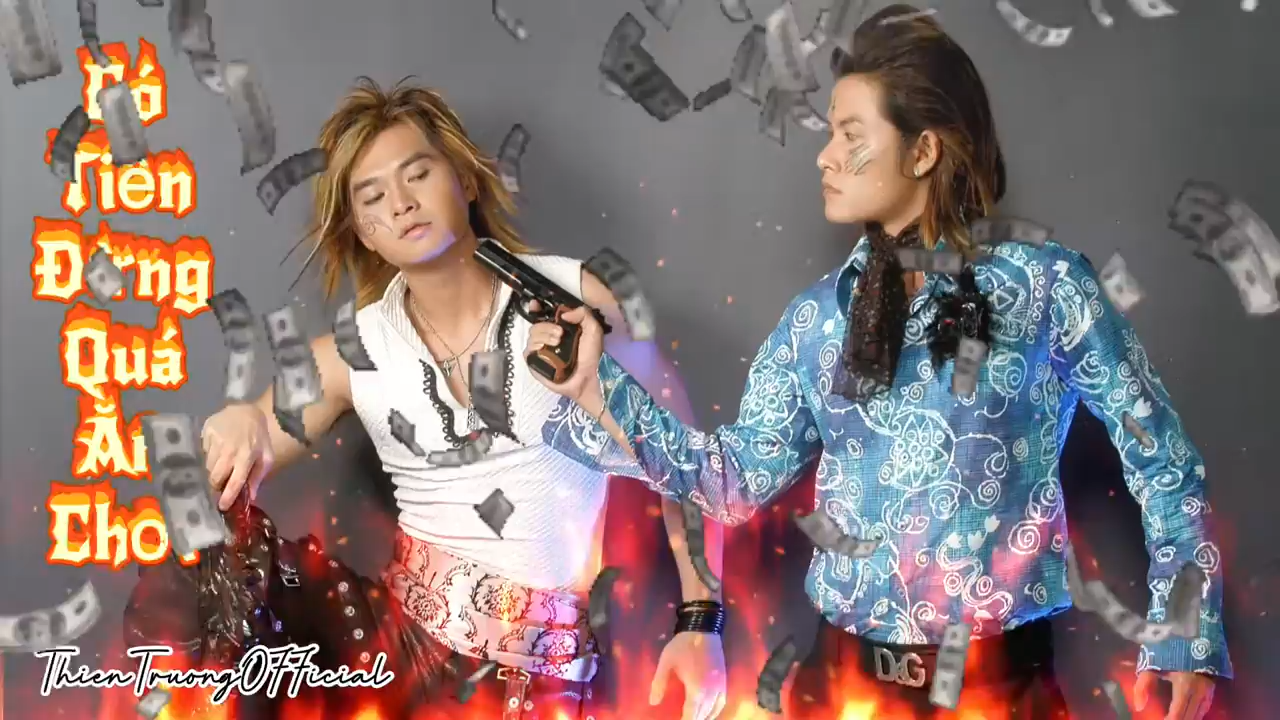 Có
Tiền
Đừng
Quá
Ăn
Chơi
ThienTruongOFFicial
D&G